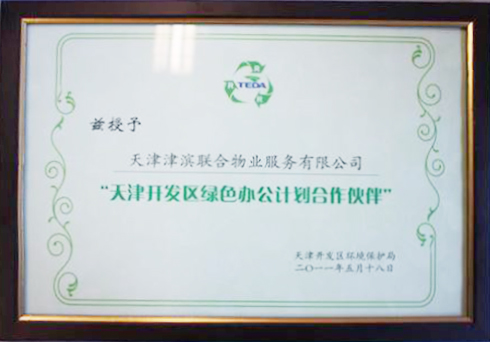 TEDA
兹授予
天津津滨联合物业服务有限公司
“天津开发区绿色办公计划合作伙伴”
天津开发区环境保护局
二〇一一年五月十八日